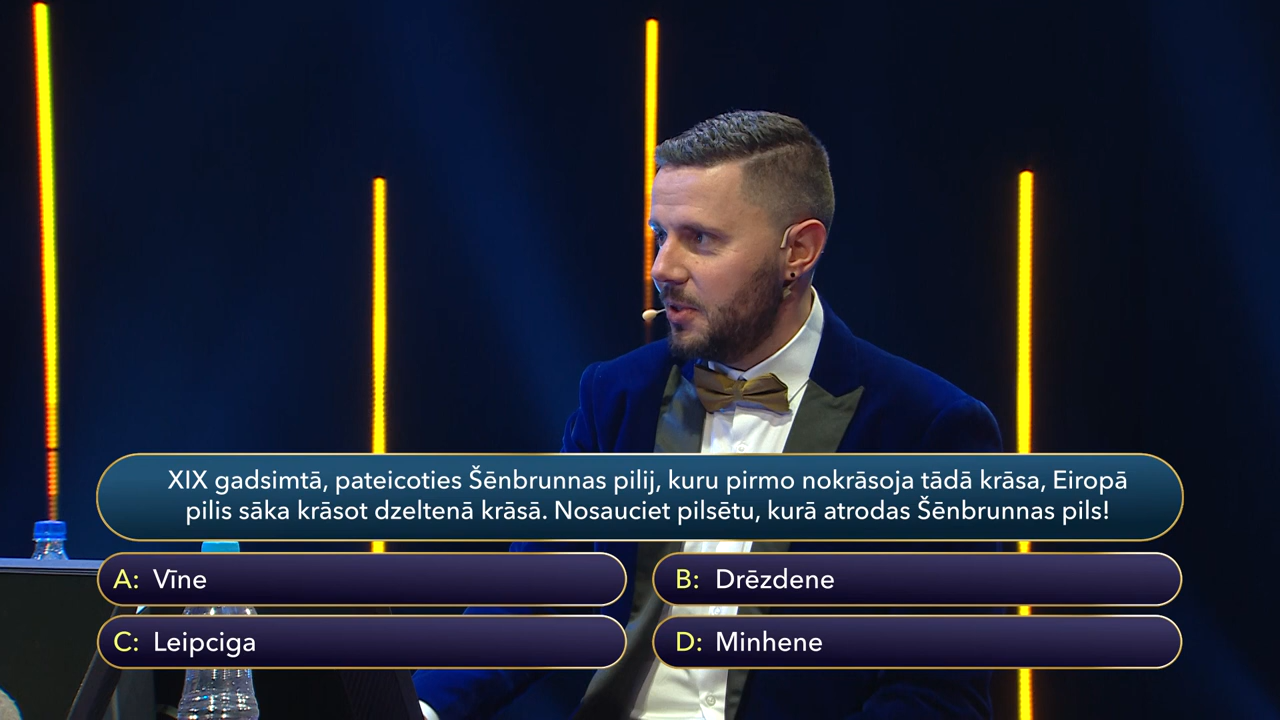 XIX gadsimtā, pateicoties Šēnbrunnas pilij, kuru pirmo nokrāsoja tādā krāsa, Eiropā
pilis sāka krāsot dzeltenā krāsā. Nosauciet pilsētu, kurā atrodas Šēnbrunnas pils!
A: Vīne
B: Drēzdene
C: Leipciga
D: Minhene